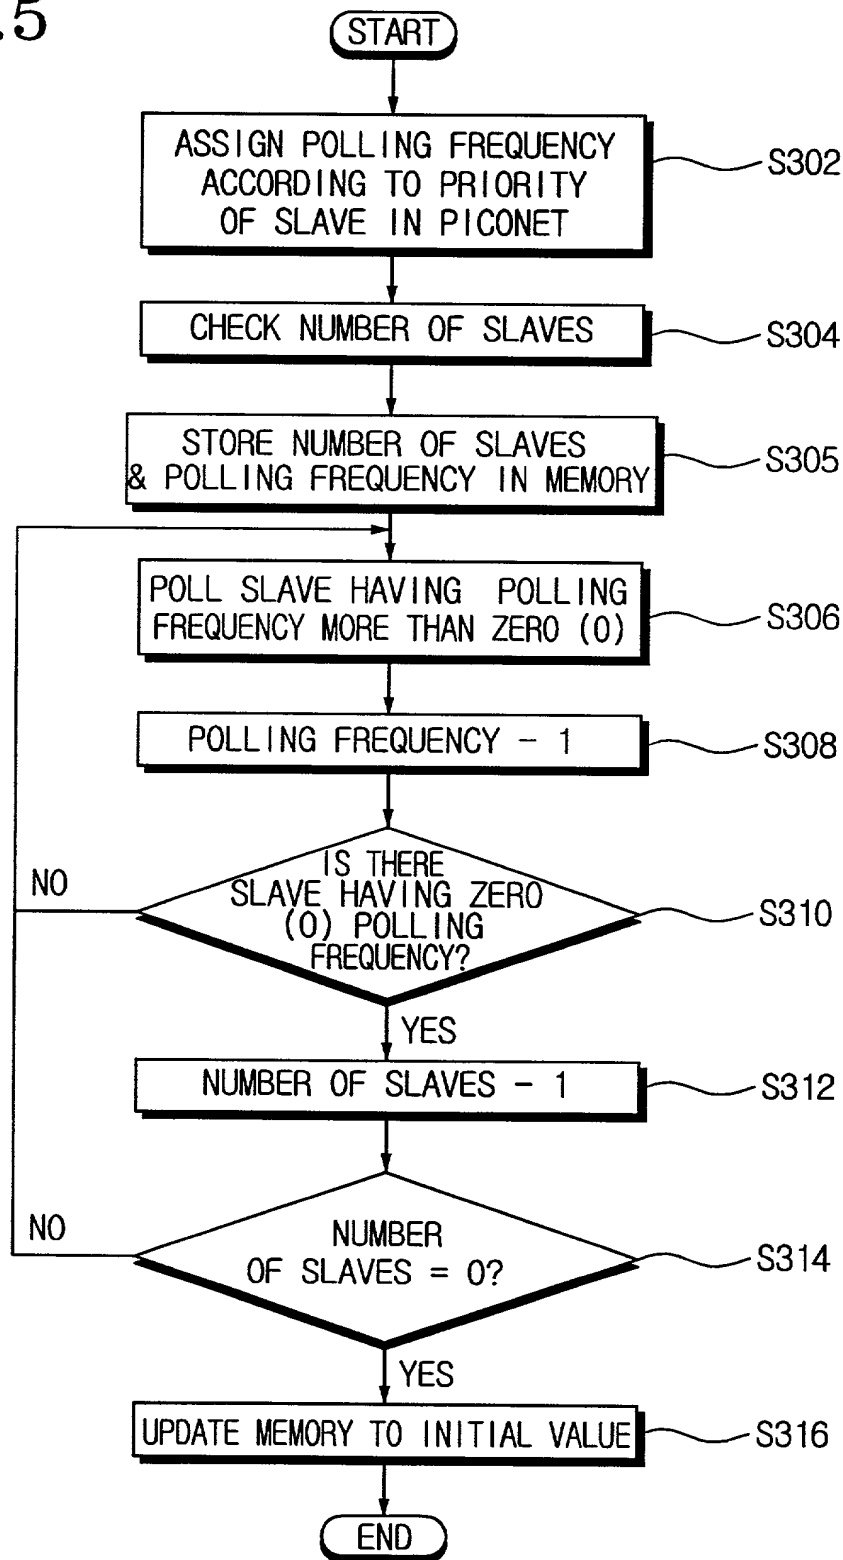 .5
START
ASSIGN POLLING FREQUENCY
ACCORDING TO PRIORITY
OF SLAVE IN PICONET
S302
CHECK NUMBER OF SLAVES
S304
STORE NUMBER OF SLAVES
& POLLING FREQUENCY IN MEMORY
S305
POLL SLAVE HAVING POLLING
FREQUENCY MORE THAN ZERO (0)
S306
POLLING FREQUENCY - 1
S308
IS THERE
SLAVE HAVING ZERO
(0) POLLING
FREQUENCY?
NO
S310
YES
NUMBER OF SLAVES - 1
S312
NUMBER
OF SLAVES = 0?
NO
S314
YES
UPDATE MEMORY TO INITIAL VALUE
S316
END